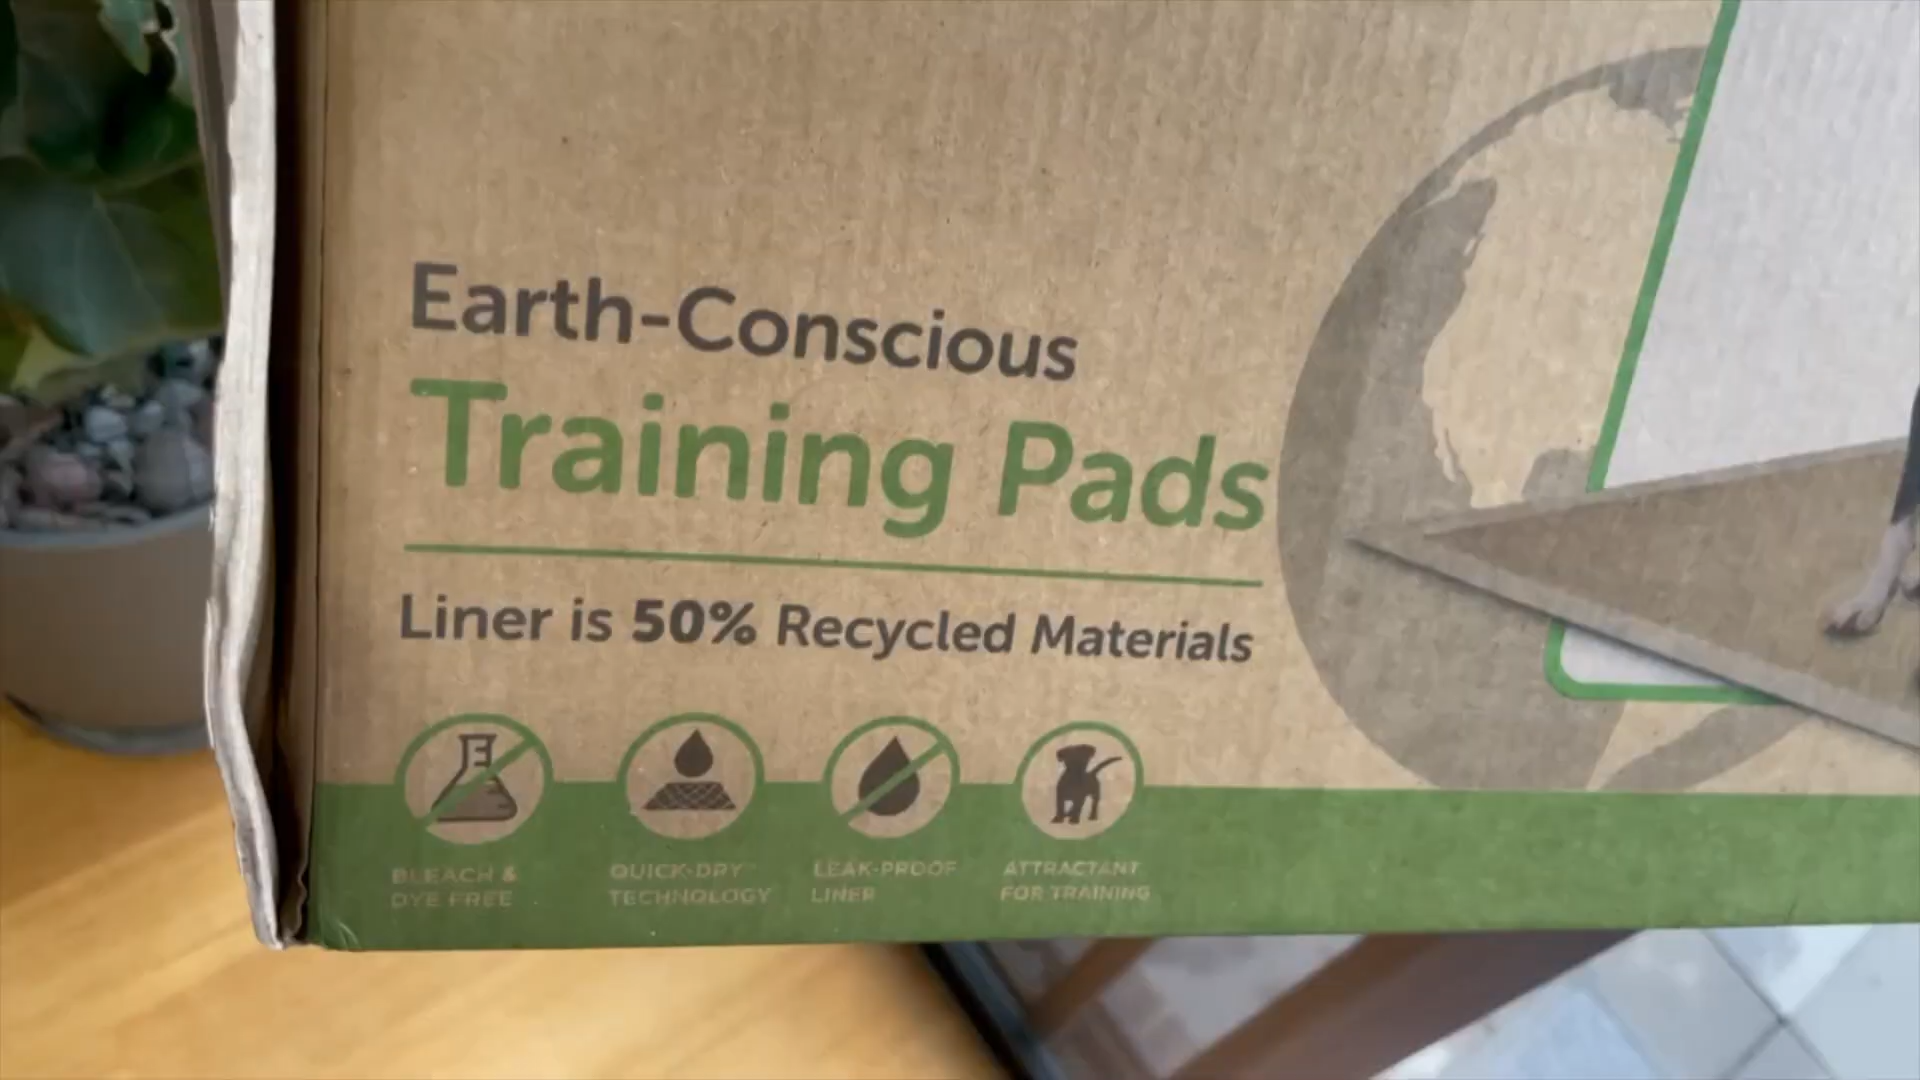 Earth-Conscious
Training Pads
Liner is 50% Recycled Materials
BLEACH &
DYE FREE
QUICK-DRY™
TECHNOLOGY
LEAK-PROOF
LINER
ATTRACTANT
FOR TRAINING